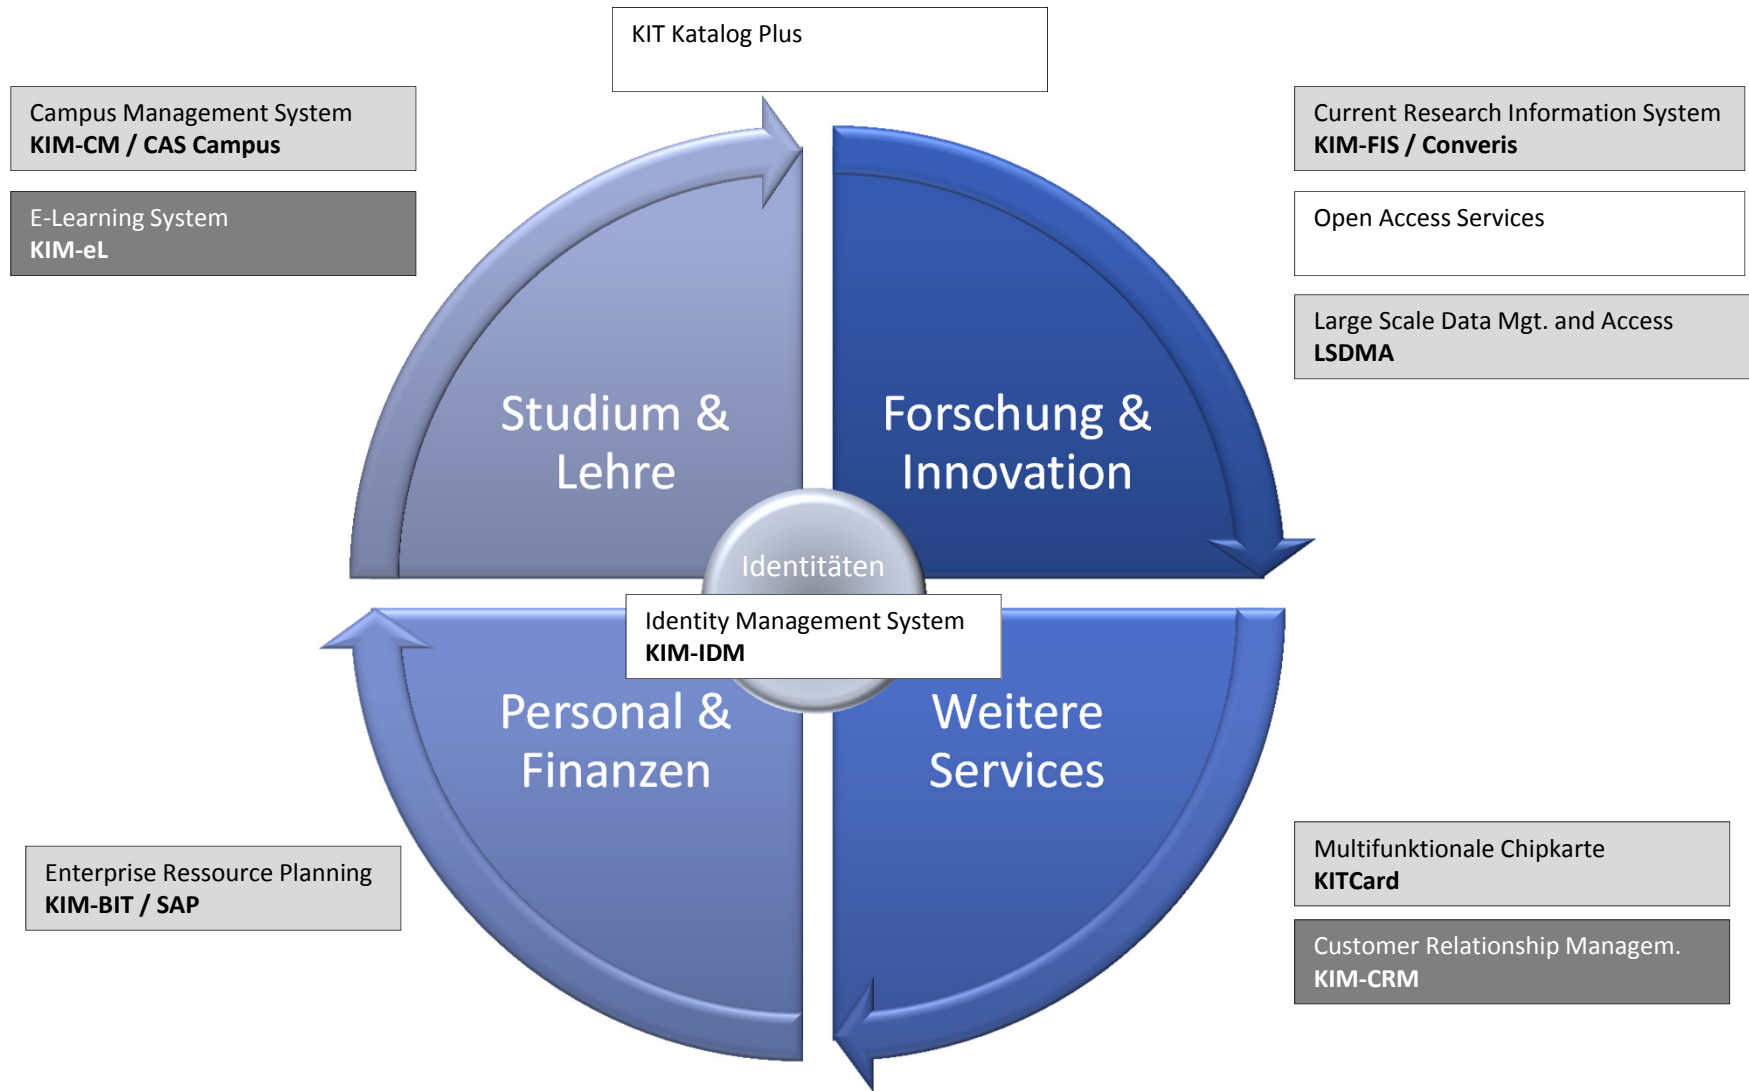 KIT Katalog Plus
Campus Management System
KIM-CM / CAS Campus
E-Learning System
KIM-eL
Current Research Information System
KIM-FIS / Converis
Open Access Services
Large Scale Data Mgt. and Access
LSDMA
Studium &
Lehre
Forschung &
Innovation
Identitäten
Identity Management System
KIM-IDM
Personal &
Finanzen
Weitere
Services
Enterprise Ressource Planning
KIM-BIT / SAP
Multifunktionale Chipkarte
KITCard
Customer Relationship Managem.
KIM-CRM